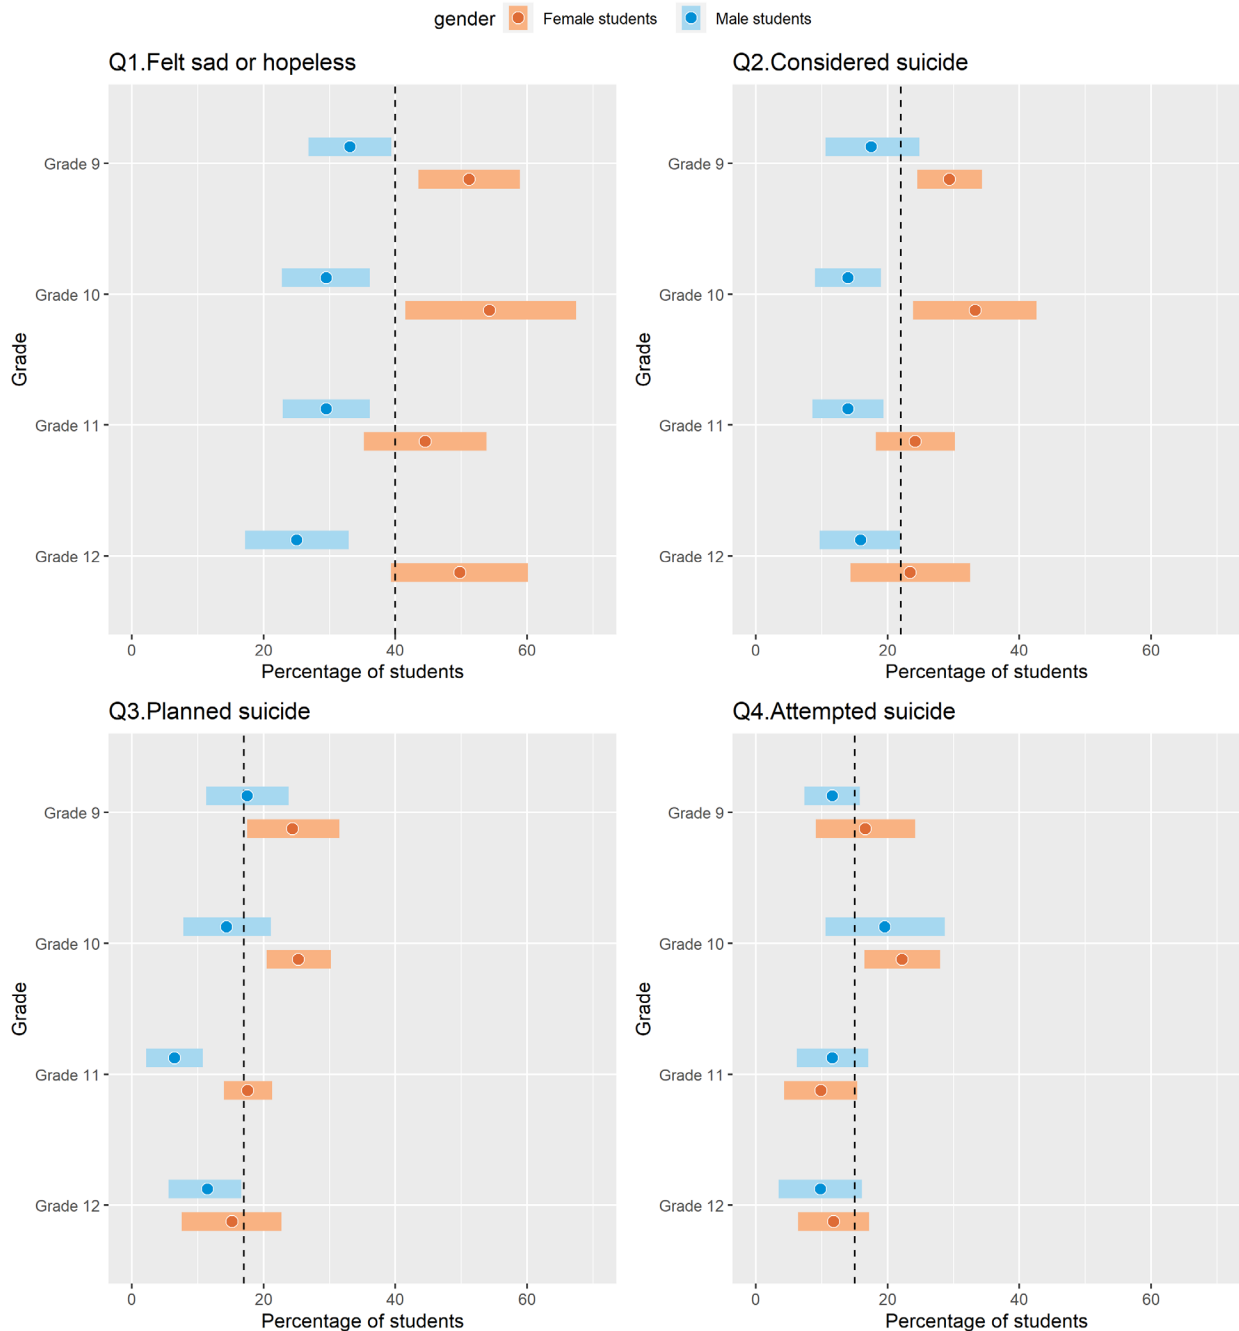 gender Female students Male students
Q1.Felt sad or hopeless
Grade
Grade 9
Grade 10
Grade 11
Grade 12
0 20 40 60
Percentage of students
Q2.Considered suicide
Grade
Grade 9
Grade 10
Grade 11
Grade 12
0 20 40 60
Percentage of students
Q3.Planned suicide
Grade
Grade 9
Grade 10
Grade 11
Grade 12
0 20 40 60
Percentage of students
Q4.Attempted suicide
Grade
Grade 9
Grade 10
Grade 11
Grade 12
0 20 40 60
Percentage of students